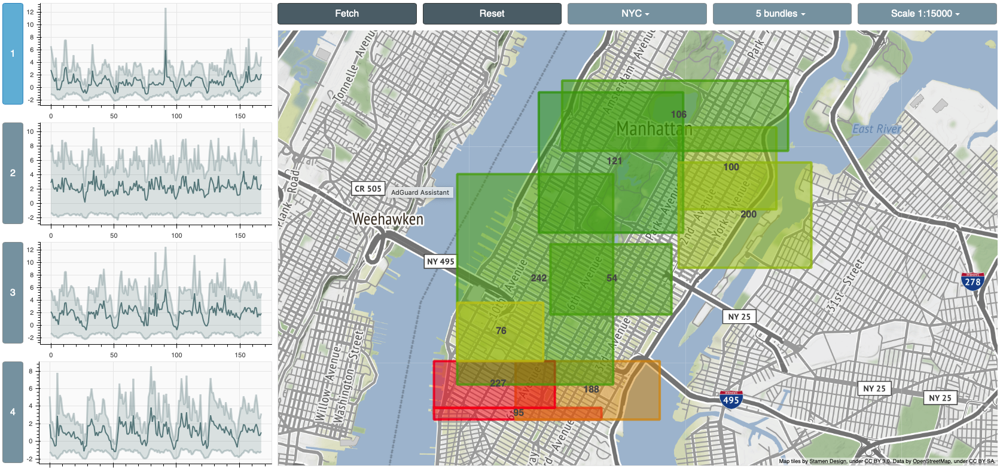 Fetch
Reset
NYC
5 bundles
Scale 1:15000
1
12
10
8
6
4
2
0
-2
0
50
100
150
2
10
8
6
4
2
0
-2
0
50
100
150
3
12
10
8
6
4
2
0
-2
0
50
100
150
4
8
6
4
2
0
-2
0
50
100
150
Tonnelle Avenue
Amsterdam Avenue
Park
106
Manhattan
East River
121
100
CR 505
AdGuard Assistant
Road
Weehawken
200
Park Avenue
2nd Avenue
York Avenue
NY 495
242
54
10th Avenue
6th Avenue
31st Street
278
NY 25
76
3rd Avenue
Willow Avenue
Washington Street
227
188
Avenue
95
NY 25
NY 25
495
Avenue
Map tiles by Stamen Design, under CC BY 3.0. Data by OpenStreetMap, under CC BY SA.